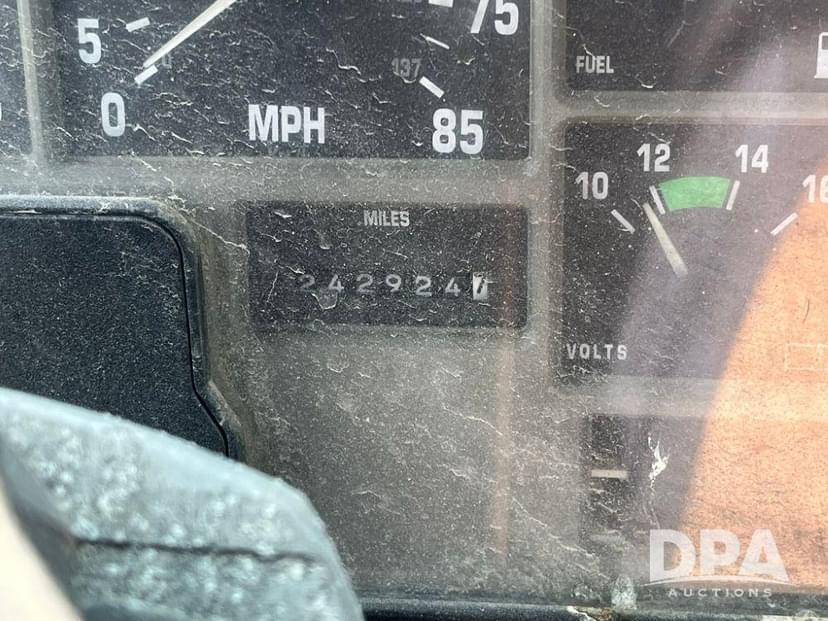 5
75
0
137
MPH
85
FUEL
10
12
14
MILES
242924
VOLTS
DPA
AUCTIONS